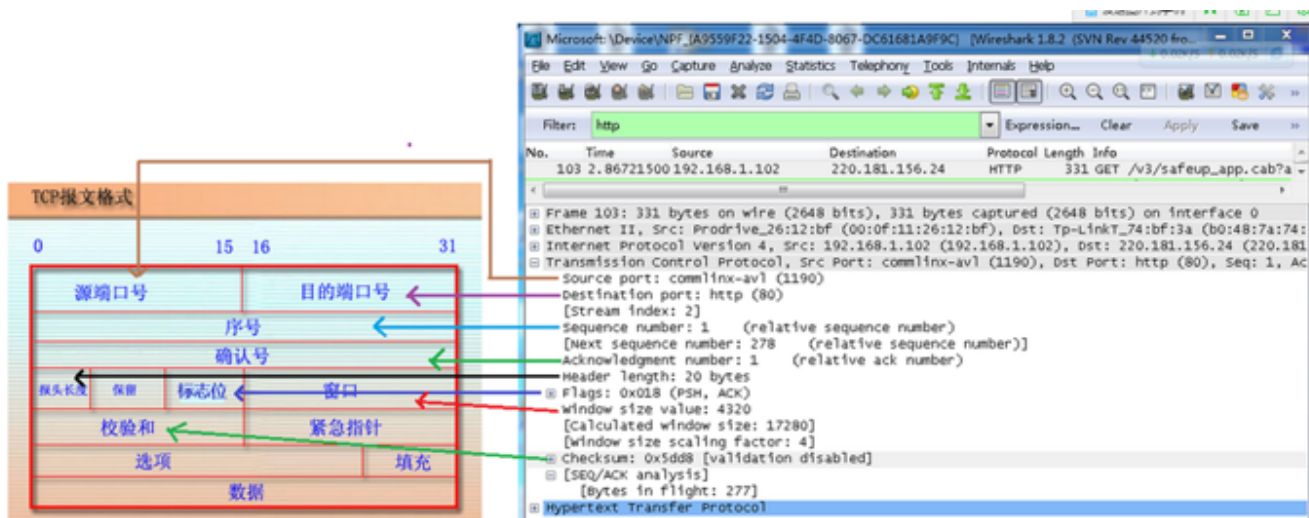 Microsoft: \Device\NPF_{A9559F22-1504-4F4D-8067-DC61681A9F9C} [Wireshark 1.8.2 (SVN Rev 44520 fro...
File Edit View Go Capture Analyze Statistics Telephony Tools Internals Help
Filter: http Expression... Clear Apply Save
No. Time Source Destination Protocol Length Info
103 2.86721500 192.168.1.102 220.181.156.24 HTTP 331 GET /v3/safeup_app.cab?a
Frame 103: 331 bytes on wire (2648 bits), 331 bytes captured (2648 bits) on interface 0
Ethernet II, Src: Prodrive_26:12:bf (00:0f:11:26:12:bf), Dst: Tp-LinkT_74:bf:3a (b0:48:7a:74:
Internet Protocol Version 4, Src: 192.168.1.102 (192.168.1.102), Dst: 220.181.156.24 (220.181
Transmission Control Protocol, Src Port: commlinx-avl (1190), Dst Port: http (80), Seq: 1, Ac
Source port: commlinx-avl (1190)
Destination port: http (80)
[Stream index: 2]
Sequence number: 1 (relative sequence number)
[Next sequence number: 278 (relative sequence number)]
Acknowledgment number: 1 (relative ack number)
Header length: 20 bytes
Flags: 0x018 (PSH, ACK)
Window size value: 4320
[Calculated window size: 17280]
[Window size scaling factor: 4]
Checksum: 0x5dd8 [validation disabled]
[SEQ/ACK analysis]
[Bytes in flight: 277]
Hypertext Transfer Protocol
TCP报文格式
0 15 16 31
源端口号 目的端口号
序号
确认号
报头长度 保留 标志位 窗口
校验和 紧急指针
选项 填充
数据